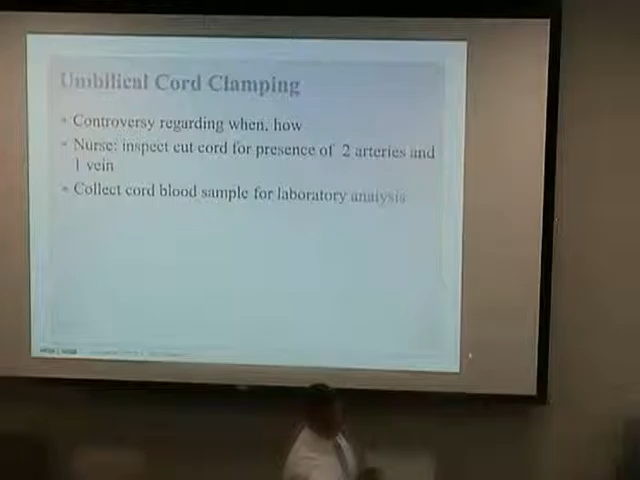 Umbilical Cord Clamping
Controversy regarding when, how
Nurse: inspect cut cord for presence of 2 arteries and
1 vein
Collect cord blood sample for laboratory analysis